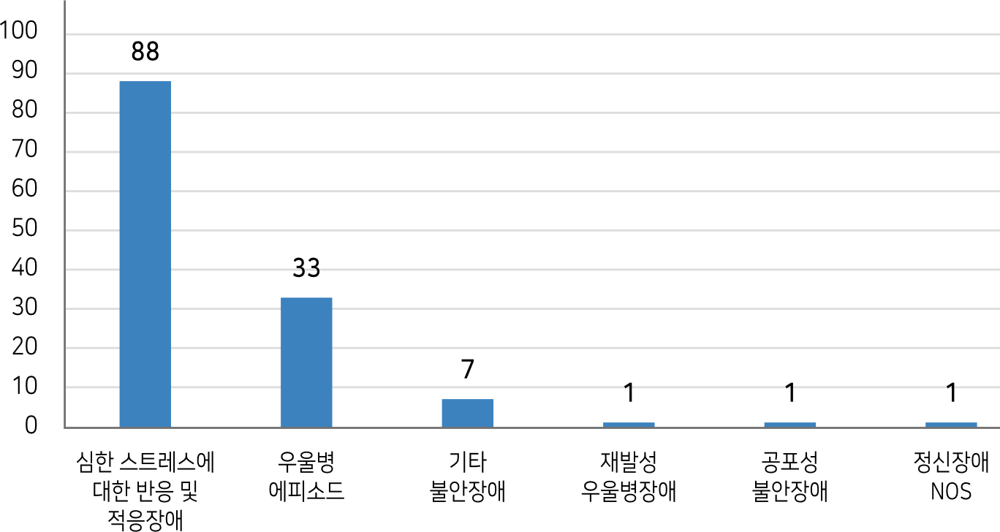 100
90
80
70
60
50
40
30
20
10
0
88
33
7
1
1
1
심한 스트레스에
대한 반응 및
적응장애
우울병
에피소드
기타
불안장애
재발성
우울병장애
공포성
불안장애
정신장애
NOS